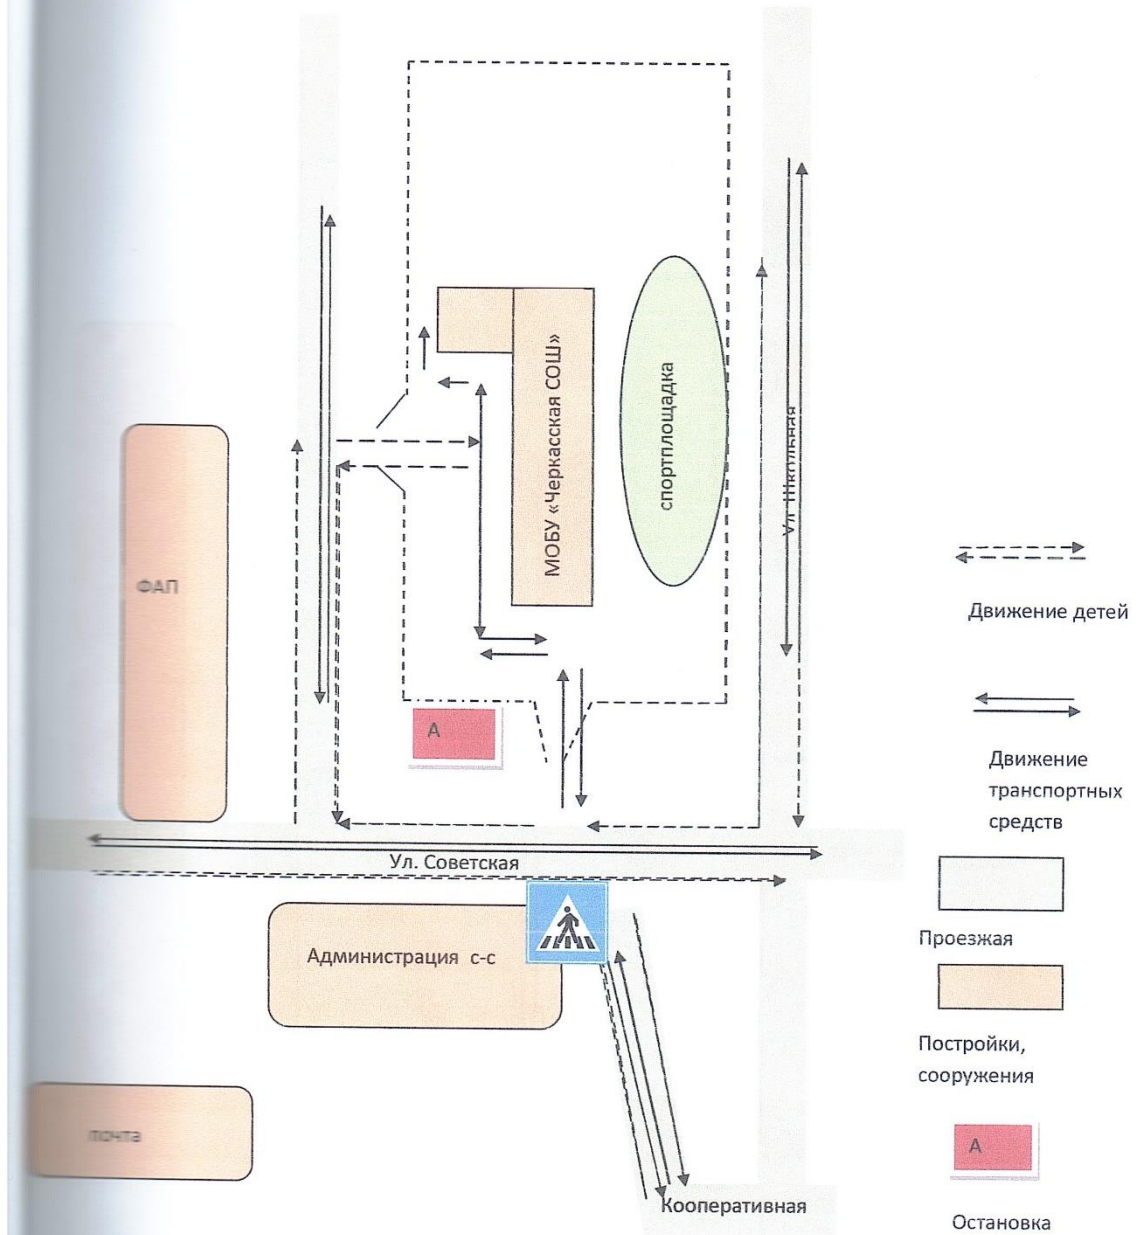 МОБУ «Черкасская СОШ»
спортплощадка
Ул. Школьная
ФАП
А
Ул. Советская
Администрация с-с
почта
Кооперативная
Движение детей
Движение
транспортных
средств
Проезжая
Постройки,
сооружения
А
Остановка